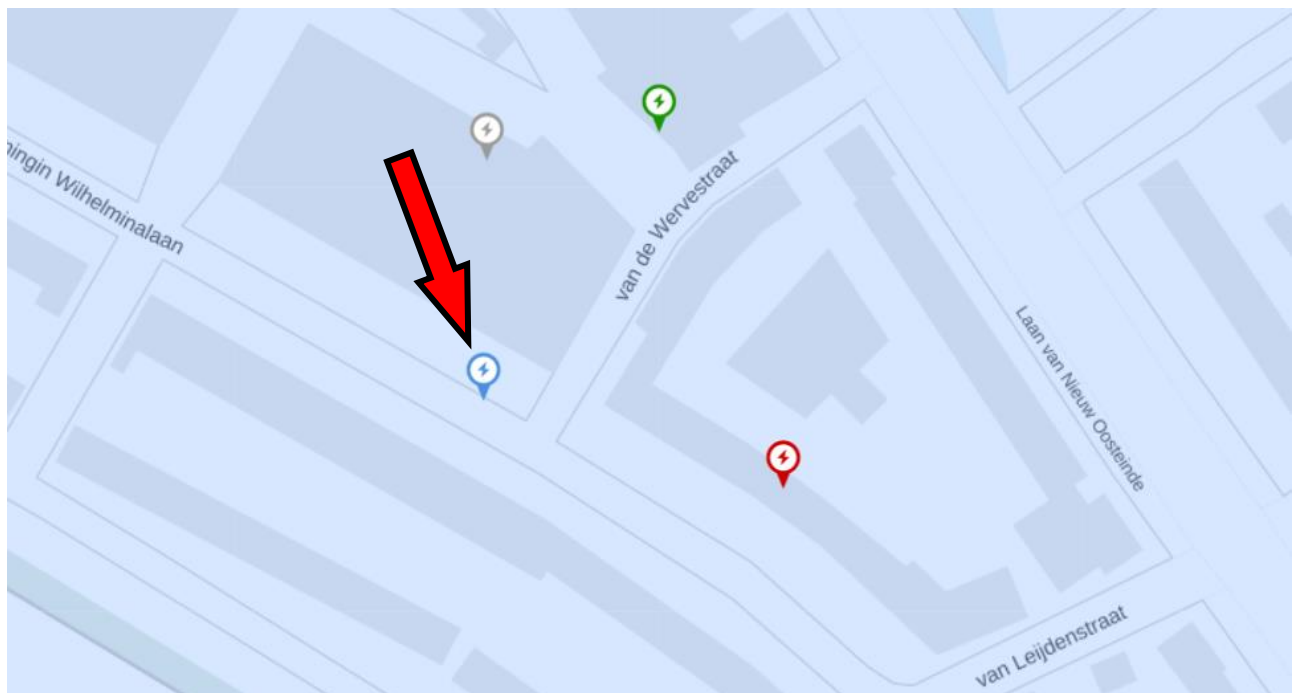 ningin Wilhelminalaan
van de Wervestraat
Laan van Nieuw Oosteinde
van Leijdenstraat